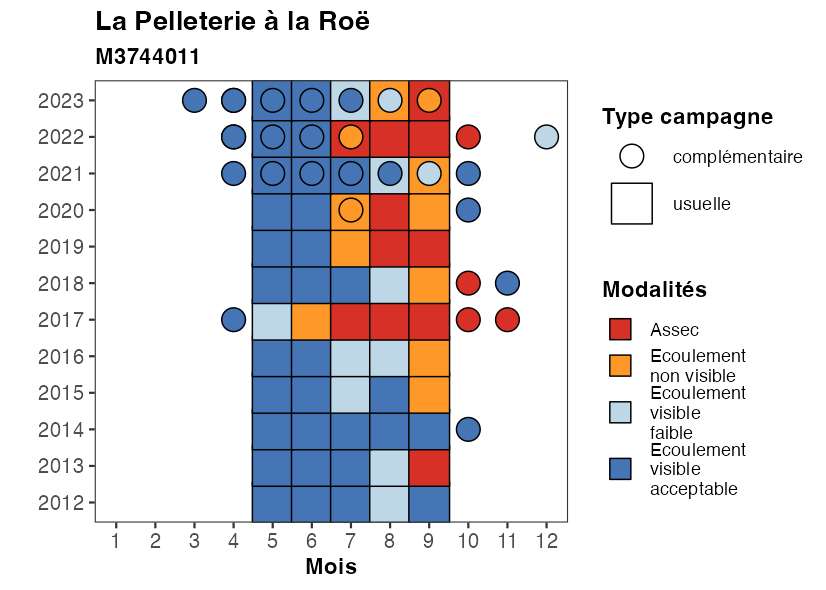 La Pelleterie à la Roë
M3744011
2023
2022
2021
2020
2019
2018
2017
2016
2015
2014
2013
2012
1 2 3 4 5 6 7 8 9 10 11 12
Mois
Type campagne
complémentaire
usuelle
Modalités
Assec
Ecoulement
non visible
Ecoulement
visible
faible
Ecoulement
visible
acceptable